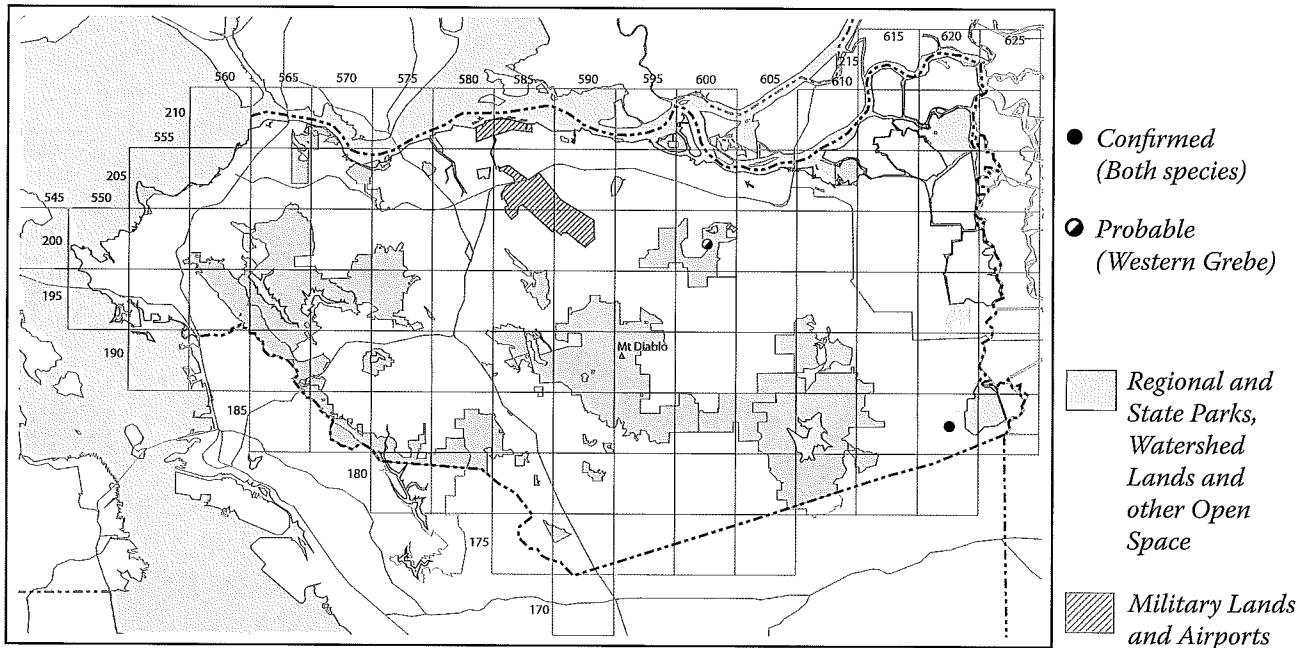 615
620
625
215
560
565
570
575
580
585
590
595
600
605
610
210
555
205
545
550
200
195
190
Mt Diablo
185
180
175
170
Confirmed
(Both species)
Probable
(Western Grebe)
Regional and
State Parks,
Watershed
Lands and
other Open
Space
Military Lands
and Airports